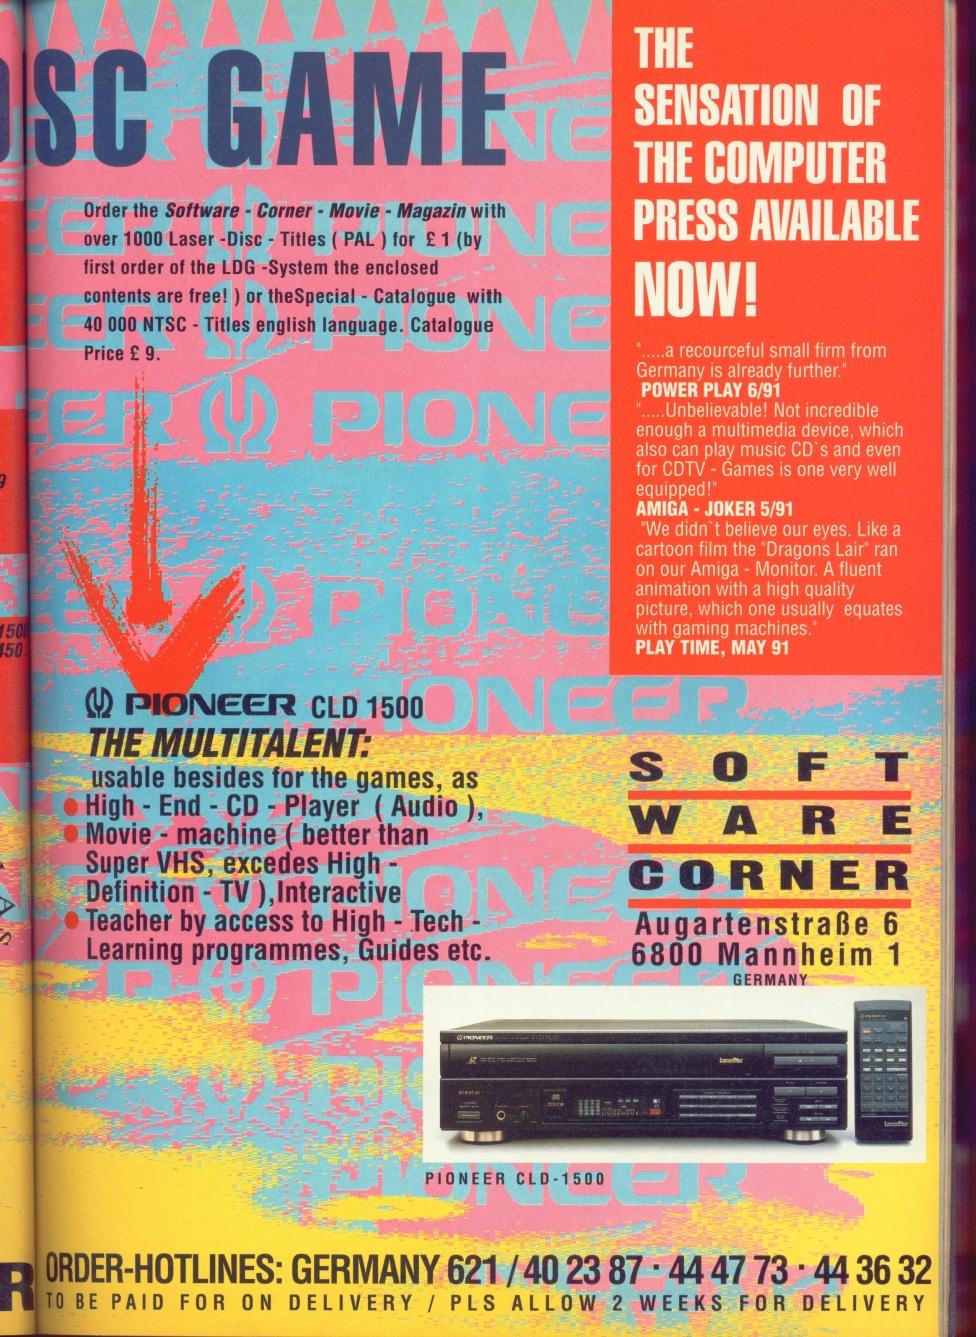 SC GAME
Order the Software - Corner - Movie - Magazin with
over 1000 Laser -Disc - Titles ( PAL ) for £ 1 (by
first order of the LDG -System the enclosed
contents are free! ) or theSpecial - Catalogue with
40 000 NTSC - Titles english language. Catalogue
Price £ 9.
THE
SENSATION OF
THE COMPUTER
PRESS AVAILABLE
NOW!
".....a recourceful small firm from
Germany is already further."
POWER PLAY 6/91
".....Unbelievable! Not incredible
enough a multimedia device, which
also can play music CD`s and even
for CDTV - Games is one very well
equipped!"
AMIGA - JOKER 5/91
"We didn`t believe our eyes. Like a
cartoon film the "Dragons Lair" ran
on our Amiga - Monitor. A fluent
animation with a high quality
picture, which one usually equates
with gaming machines."
PLAY TIME, MAY 91
PIONEER CLD 1500
THE MULTITALENT:
usable besides for the games, as
High - End - CD - Player ( Audio ),
Movie - machine ( better than
Super VHS, excedes High -
Definition - TV ),Interactive
Teacher by access to High - Tech -
Learning programmes, Guides etc.
SOFT
WARE
CORNER
Augartenstraße 6
6800 Mannheim 1
GERMANY
PIONEER
LaserDisc
LaserDisc
PIONEER CLD-1500
ORDER-HOTLINES: GERMANY 621 / 40 23 87 · 44 47 73 · 44 36 32
TO BE PAID FOR ON DELIVERY / PLS ALLOW 2 WEEKS FOR DELIVERY